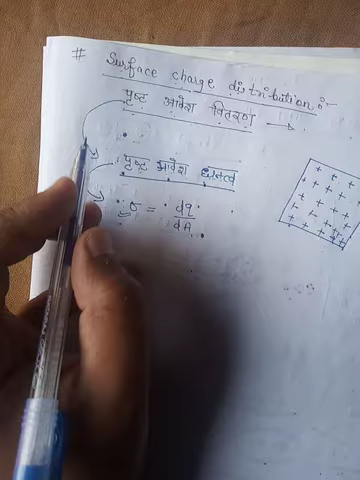 # Surface charge distribution :-
पृष्ट आवेश वितरण →
पृष्ट आवेश घनत्व
σ = dq/dA